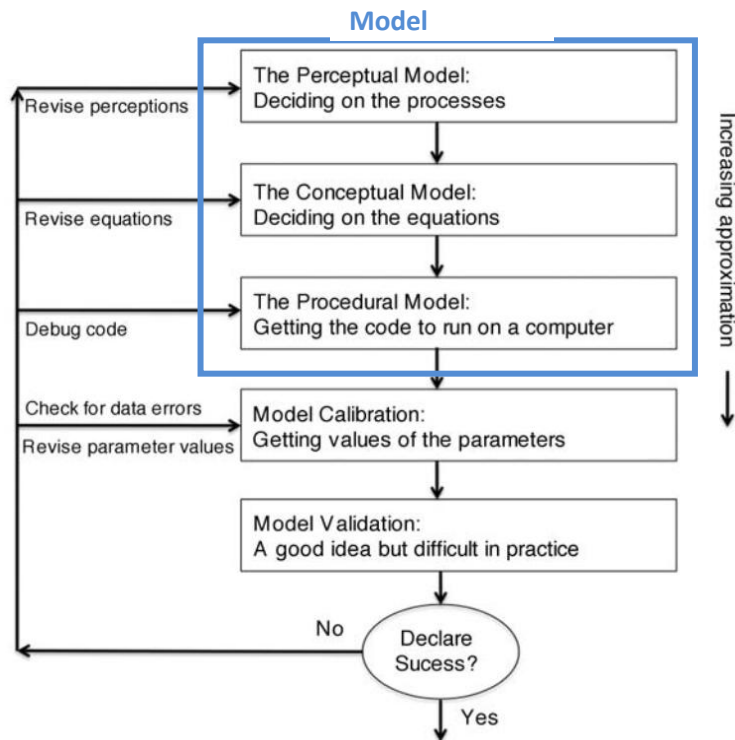 Model
The Perceptual Model:
Deciding on the processes
Revise perceptions
The Conceptual Model:
Deciding on the equations
Revise equations
The Procedural Model:
Getting the code to run on a computer
Debug code
Increasing approximation
Check for data errors
Revise parameter values
Model Calibration:
Getting values of the parameters
Model Validation:
A good idea but difficult in practice
No
Declare
Sucess?
Yes